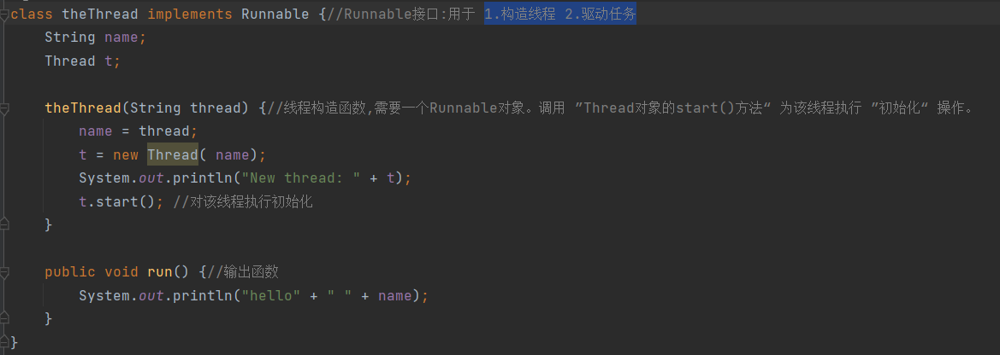 class theThread implements Runnable {//Runnable接口:用于 1.构造线程 2.驱动任务
String name;
Thread t;
theThread(String thread) {//线程构造函数,需要一个Runnable对象。调用 ”Thread对象的start()方法“ 为该线程执行 ”初始化“ 操作。
name = thread;
t = new Thread( name);
System.out.println("New thread: " + t);
t.start(); //对该线程执行初始化
}
public void run() {//输出函数
System.out.println("hello" + " " + name);
}
}